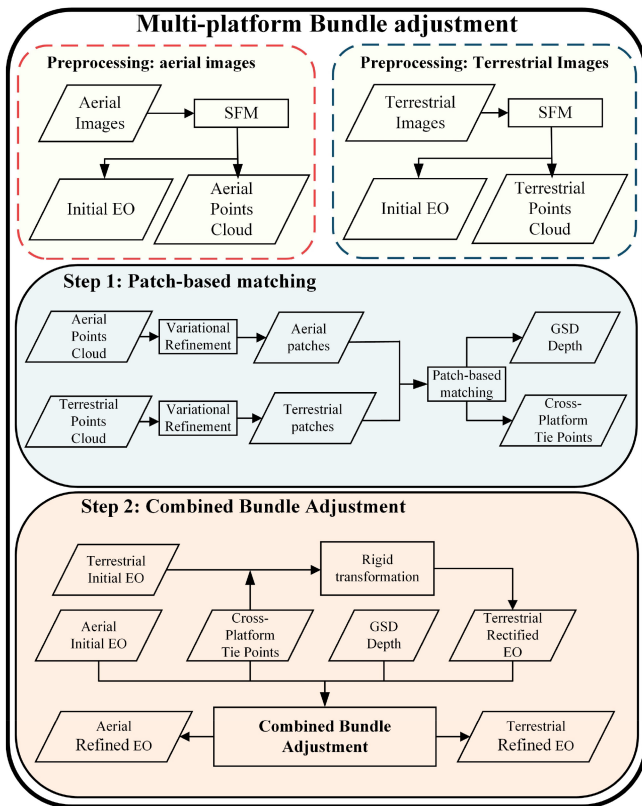 Multi-platform Bundle adjustment
Preprocessing: aerial images
Aerial
Images
SFM
Initial EO
Aerial
Points
Cloud
Preprocessing: Terrestrial Images
Terrestrial
Images
SFM
Initial EO
Terrestrial
Points
Cloud
Step 1: Patch-based matching
Aerial
Points
Cloud
Variational
Refinement
Aerial
patches
Terrestrial
Points
Cloud
Variational
Refinement
Terrestrial
patches
Patch-based
matching
GSD
Depth
Cross-
Platform
Tie Points
Step 2: Combined Bundle Adjustment
Terrestrial
Initial EO
Rigid
transformation
Aerial
Initial EO
Cross-
Platform
Tie Points
GSD
Depth
Terrestrial
Rectified
EO
Aerial
Refined EO
Combined Bundle
Adjustment
Terrestrial
Refined EO